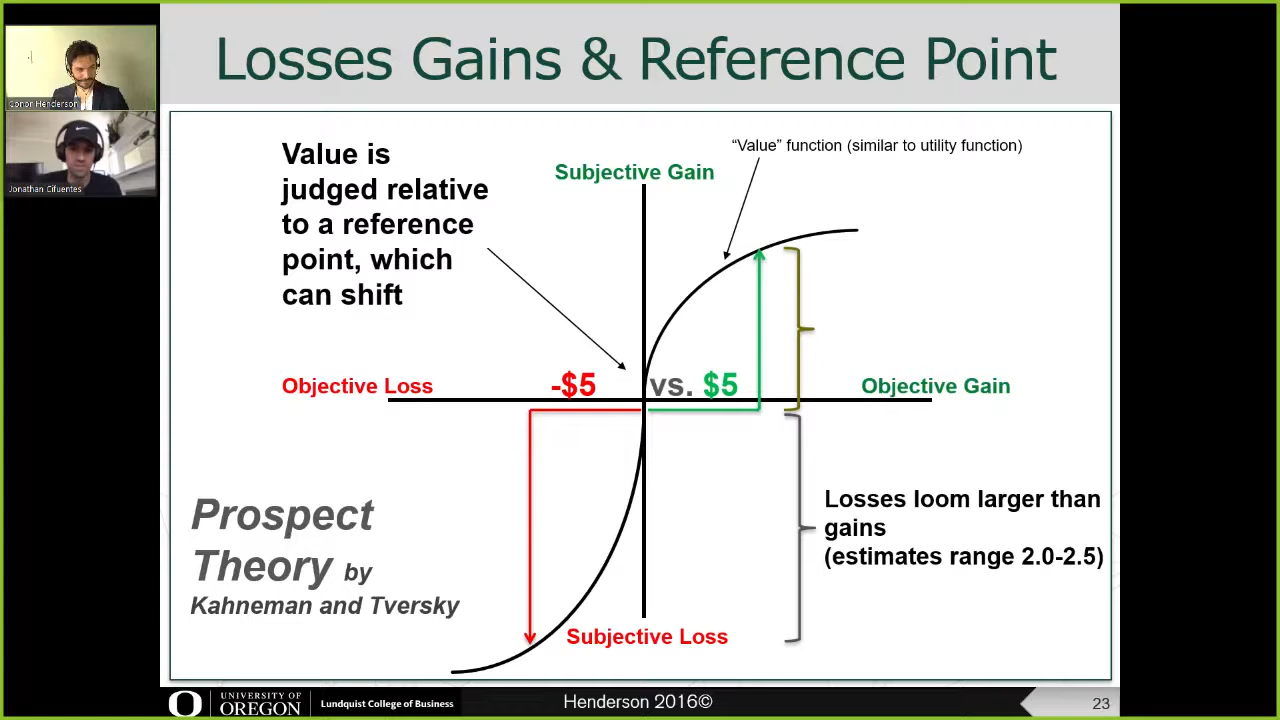 Losses Gains & Reference Point
Conor Henderson
Jonathan Cifuentes
Value is
judged relative
to a reference
point, which
can shift
“Value” function (similar to utility function)
Subjective Gain
Objective Loss
-$5
vs. $5
Objective Gain
Prospect
Theory by
Kahneman and Tversky
Losses loom larger than
gains
(estimates range 2.0-2.5)
Subjective Loss
UNIVERSITY OF
OREGON
Lundquist College of Business
Henderson 2016©
23